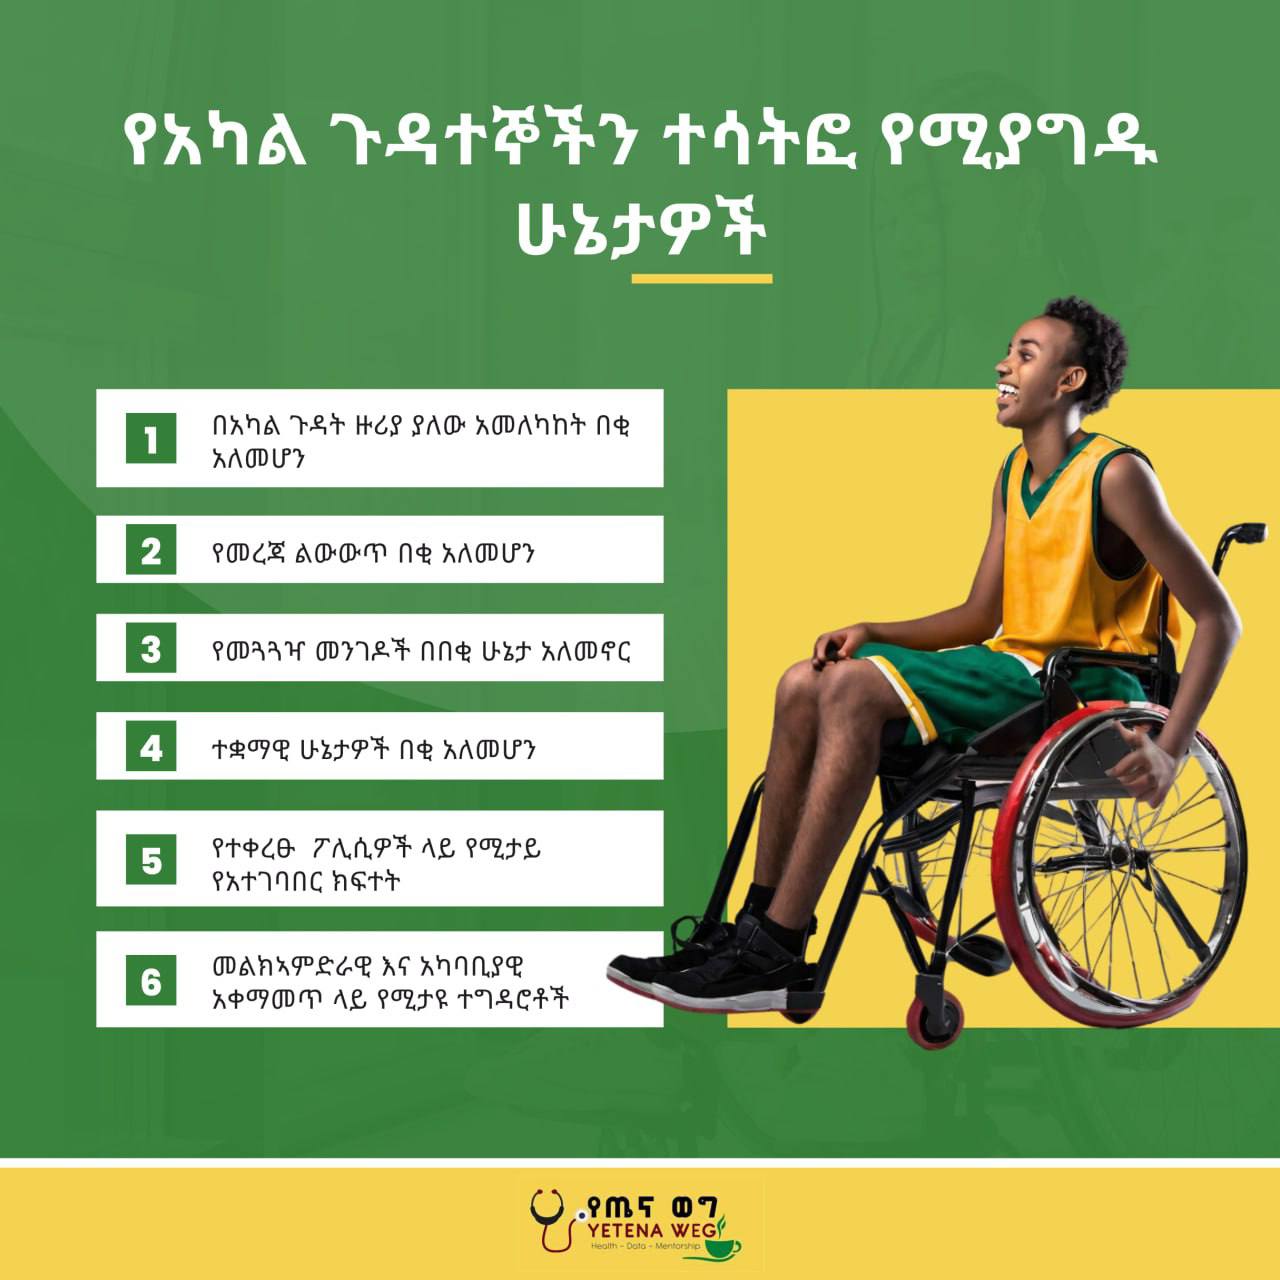 የአካል ጉዳተኞችን ተሳትፎ የሚያግዱ
ሁኔታዎች
1
በአካል ጉዳት ዙሪያ ያለው አመለካከት በቂ
አለመሆን
2
የመረጃ ልውውጥ በቂ አለመሆን
3
የመጓጓዣ መንገዶች በበቂ ሁኔታ አለመኖር
4
ተቋማዊ ሁኔታዎች በቂ አለመሆን
5
የተቀረፁ ፖሊሲዎች ላይ የሚታይ
የአተገባበር ክፍተት
6
መልክኣምድራዊ እና አካባቢያዊ
አቀማመጥ ላይ የሚታዩ ተግዳሮቶች
የጤና ወግ
YETENA WEG
Health – Data – Mentorship